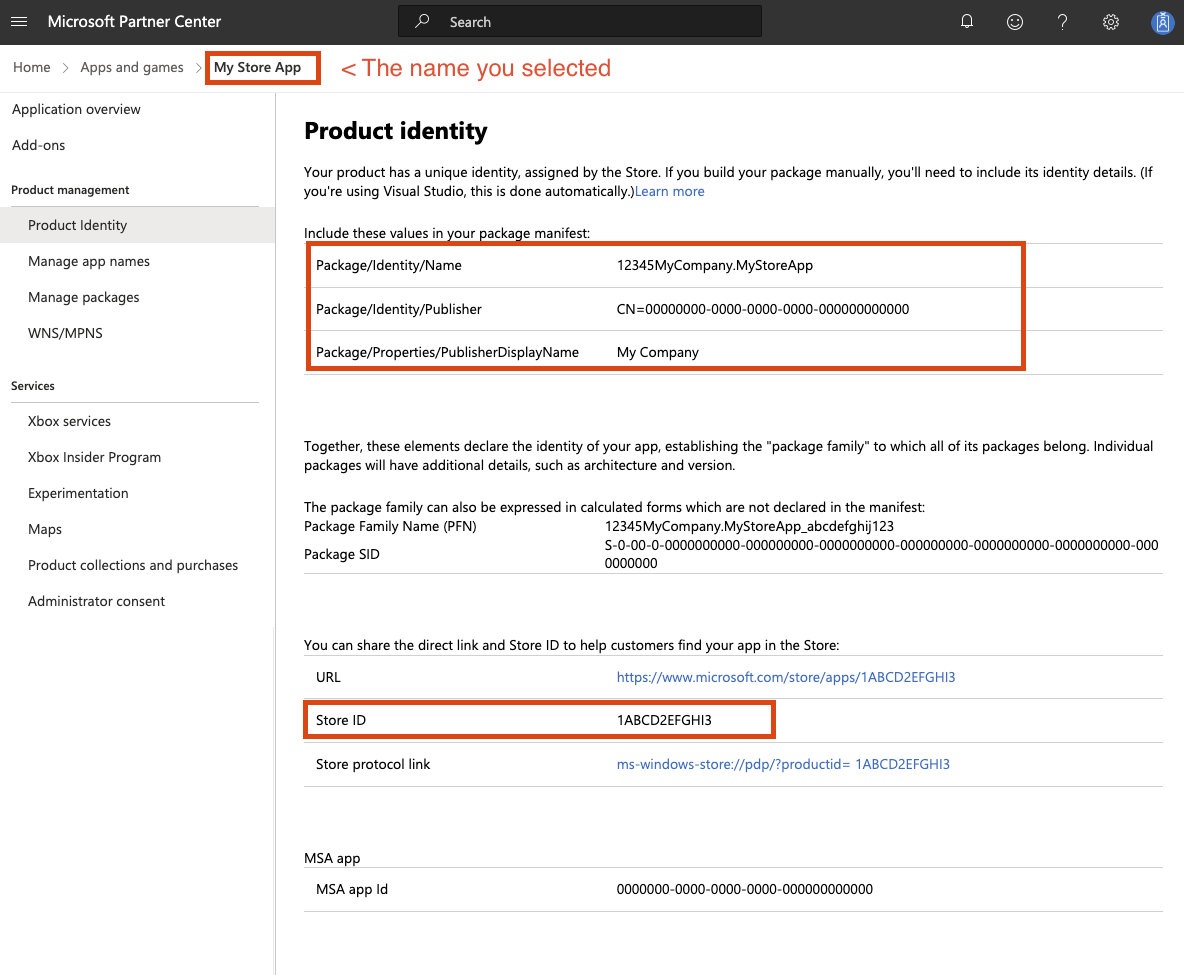 Microsoft Partner Center
Search
Home > Apps and games > My Store App < The name you selected
Application overview
Add-ons
Product management
Product Identity
Manage app names
Manage packages
WNS/MPNS
Services
Xbox services
Xbox Insider Program
Experimentation
Maps
Product collections and purchases
Administrator consent
Product identity
Your product has a unique identity, assigned by the Store. If you build your package manually, you'll need to include its identity details. (If
you're using Visual Studio, this is done automatically.)Learn more
Include these values in your package manifest:
Package/Identity/Name 12345MyCompany.MyStoreApp
Package/Identity/Publisher CN=00000000-0000-0000-0000-000000000000
Package/Properties/PublisherDisplayName My Company
Together, these elements declare the identity of your app, establishing the "package family" to which all of its packages belong. Individual
packages will have additional details, such as architecture and version.
The package family can also be expressed in calculated forms which are not declared in the manifest:
Package Family Name (PFN) 12345MyCompany.MyStoreApp_abcdefghij123
Package SID S-0-00-0-0000000000-000000000-0000000000-000000000-0000000000-0000000000-000
0000000
You can share the direct link and Store ID to help customers find your app in the Store:
URL https://www.microsoft.com/store/apps/1ABCD2EFGHI3
Store ID 1ABCD2EFGHI3
Store protocol link ms-windows-store://pdp/?productid= 1ABCD2EFGHI3
MSA app
MSA app Id 0000000-0000-0000-0000-000000000000